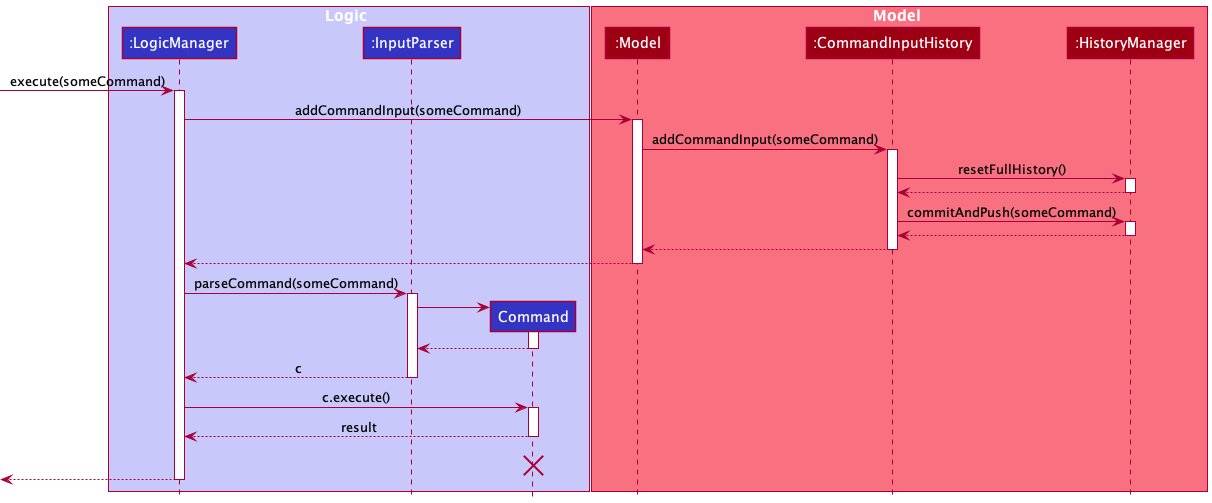 Logic
Model
:LogicManager
:InputParser
:Model
:CommandInputHistory
:HistoryManager
execute(someCommand)
addCommandInput(someCommand)
addCommandInput(someCommand)
resetFullHistory()
commitAndPush(someCommand)
parseCommand(someCommand)
Command
c
c.execute()
result